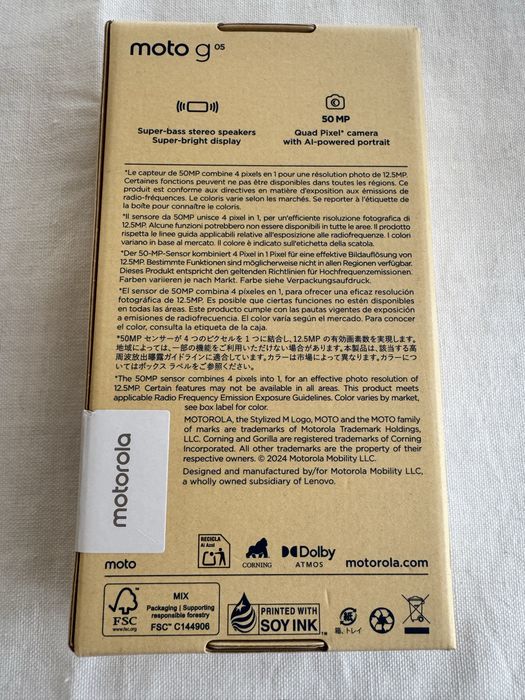 moto g 05
Super-bass stereo speakers
Super-bright display
50 MP
Quad Pixel* camera
with AI-powered portrait
*Le capteur de 50MP combine 4 pixels en 1 pour une résolution photo de 12.5MP.
Certaines fonctions peuvent ne pas être disponibles dans toutes les régions. Ce
produit est conforme aux directives en matière d'exposition aux émissions de
radio-fréquences. Le coloris varie selon les marchés. Se reporter à l'étiquette de
la boîte pour connaître le coloris.
*Il sensore da 50MP unisce 4 pixel in 1, per un'efficiente risoluzione fotografica di
12.5MP. Alcune funzioni potrebbero non essere disponibili in tutte le aree. Il prodotto
rispetta le linee guida applicabili relative all'esposizione alle radiofrequenze. I colori
variano in base al mercato. Il colore è indicato sull'etichetta della scatola.
*Der 50-MP-Sensor kombiniert 4 Pixel in 1 Pixel für eine effektive Bildauflösung von
12.5MP. Bestimmte Funktionen sind möglicherweise nicht in allen Regionen verfügbar.
Dieses Produkt entspricht den geltenden Richtlinien für Hochfrequenzemissionen.
Farben variieren je nach Markt. Farbe siehe Verpackungsaufdruck.
*El sensor de 50MP combina 4 píxeles en 1, para ofrecer una eficaz resolución
fotográfica de 12.5MP. Es posible que ciertas funciones no estén disponibles
en todas las áreas. Este producto cumple con las pautas vigentes de exposición
a emisiones de radiofrecuencia. El color varía según el mercado. Para conocer
el color, consulta la etiqueta de la caja.
*50MP センサーが 4 つのピクセルを 1 つに結合し、12.5MP の有効画素数を実現します。
地域によっては、一部の機能をご利用いただけない場合があります。本製品は、該当する高
周波放出曝露ガイドラインに適合しています。カラーは市場によって異なります。カラーにつ
いてはボックス ラベルをご覧ください。
*The 50MP sensor combines 4 pixels into 1, for an effective photo resolution of
12.5MP. Certain features may not be available in all areas. This product meets
applicable Radio Frequency Emission Exposure Guidelines. Color varies by market,
see box label for color.
MOTOROLA, the Stylized M Logo, MOTO and the MOTO family
of marks are trademarks of Motorola Trademark Holdings,
LLC. Corning and Gorilla are registered trademarks of Corning
Incorporated. All other trademarks are the property of their
respective owners. © 2024 Motorola Mobility LLC.
Designed and manufactured by/for Motorola Mobility LLC,
a wholly owned subsidiary of Lenovo.
motorola
moto
RECICLA
Al Azul
CORNING
Dolby
ATMOS
motorola.com
FSC
www.fsc.org
MIX
Packaging | Supporting
responsible forestry
FSC™ C144906
PRINTED WITH
SOY INK™
紙
箱、トレイ